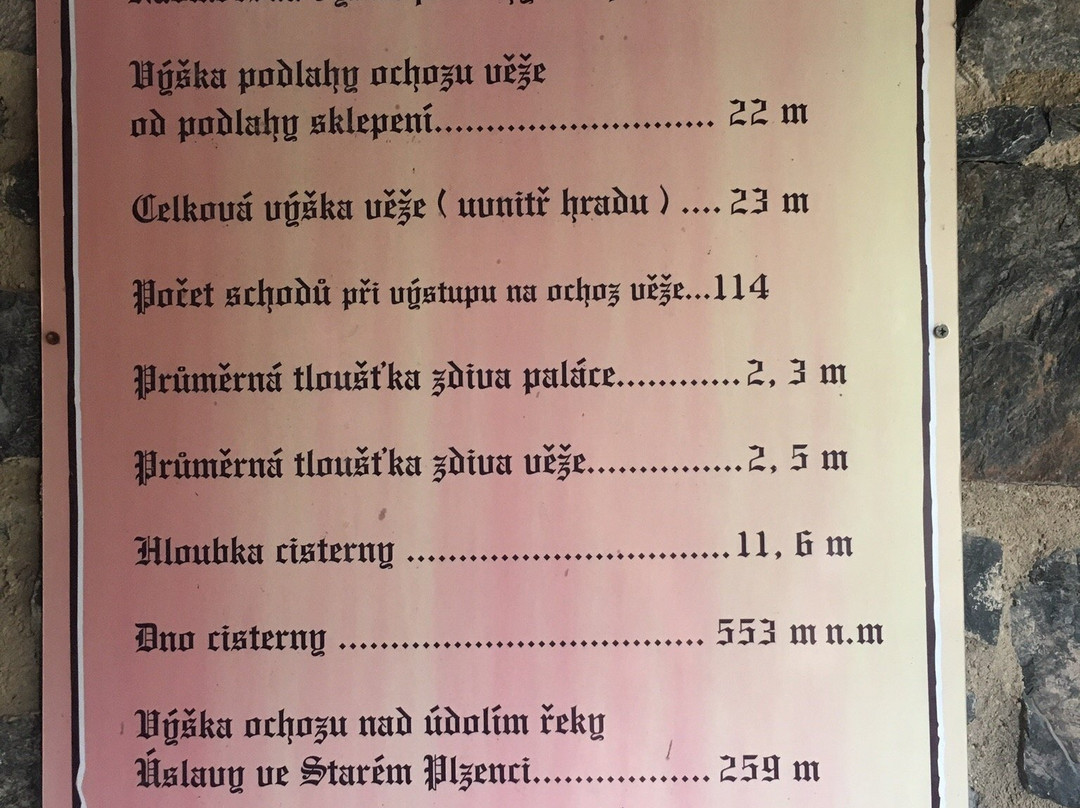 Výška podlahy ochozu věže
od podlahy sklepení........................... 22 m
Celková výška věže ( uvnitř hradu ) .... 23 m
Počet schodů při výstupu na ochoz věže...114
Průměrná tloušťka zdiva paláce............2, 3 m
Průměrná tloušťka zdiva věže...............2, 5 m
Hloubka cisterny ...............................11, 6 m
Dno cisterny ................................... 553 m n.m
Výška ochozu nad údolím řeky
Úslavy ve Starém Plzenci................. 259 m